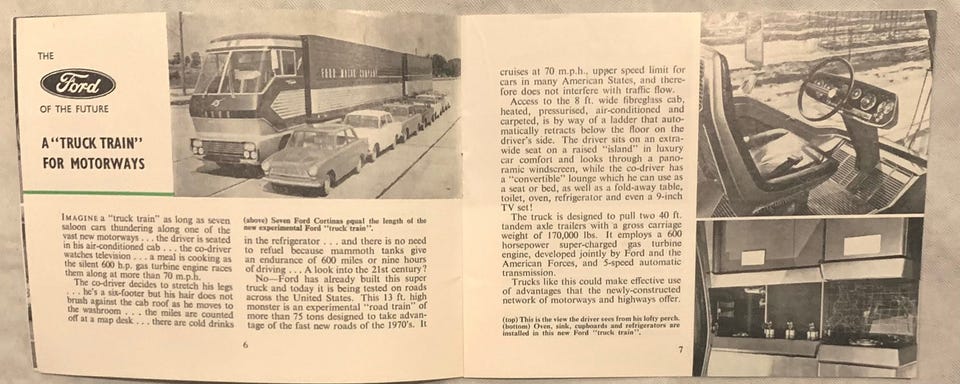 THE
Ford
OF THE FUTURE
A "TRUCK TRAIN"
FOR MOTORWAYS
FORD MOTOR COMPANY
IMAGINE a "truck train" as long as seven
saloon cars thundering along one of the
vast new motorways . . . the driver is seated
in his air-conditioned cab . . . the co-driver
watches television . . . a meal is cooking as
the silent 600 h.p. gas turbine engine races
them along at more than 70 m.p.h.
The co-driver decides to stretch his legs
. . . he's a six-footer but his hair does not
brush against the cab roof as he moves to
the washroom . . . the miles are counted
off at a map desk . . . there are cold drinks
(above) Seven Ford Cortinas equal the length of the
new experimental Ford "truck train".
in the refrigerator . . . and there is no need
to refuel because mammoth tanks give
an endurance of 600 miles or nine hours
of driving . . . A look into the 21st century?
No—Ford has already built this super
truck and today it is being tested on roads
across the United States. This 13 ft. high
monster is an experimental "road train" of
more than 75 tons designed to take advan-
tage of the fast new roads of the 1970's. It
6
cruises at 70 m.p.h., upper speed limit for
cars in many American States, and there-
fore does not interfere with traffic flow.
Access to the 8 ft. wide fibreglass cab,
heated, pressurised, air-conditioned and
carpeted, is by way of a ladder that auto-
matically retracts below the floor on the
driver's side. The driver sits on an extra-
wide seat on a raised "island" in luxury
car comfort and looks through a pano-
ramic windscreen, while the co-driver has
a "convertible" lounge which he can use as
a seat or bed, as well as a fold-away table,
toilet, oven, refrigerator and even a 9-inch
TV set!
The truck is designed to pull two 40 ft.
tandem axle trailers with a gross carriage
weight of 170,000 lbs. It employs a 600
horsepower super-charged gas turbine
engine, developed jointly by Ford and the
American Forces, and 5-speed automatic
transmission.
Trucks like this could make effective use
of advantages that the newly-constructed
network of motorways and highways offer.
(top) This is the view the driver sees from his lofty perch.
(bottom) Oven, sink, cupboards and refrigerators are
installed in this new Ford "truck train".
7